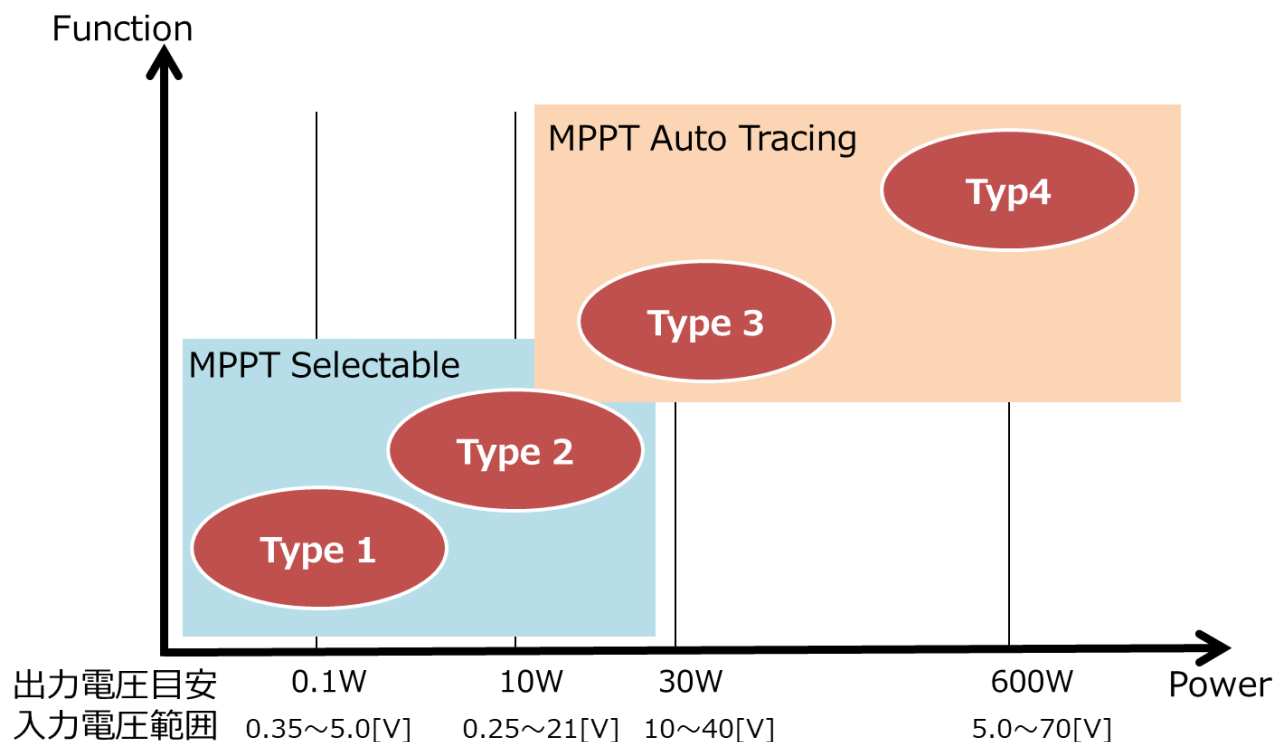 Function
MPPT Auto Tracing
Typ4
Type 3
MPPT Selectable
Type 2
Type 1
出力電圧目安 0.1W 10W 30W 600W Power
入力電圧範囲 0.35～5.0[V] 0.25～21[V] 10～40[V] 5.0～70[V]